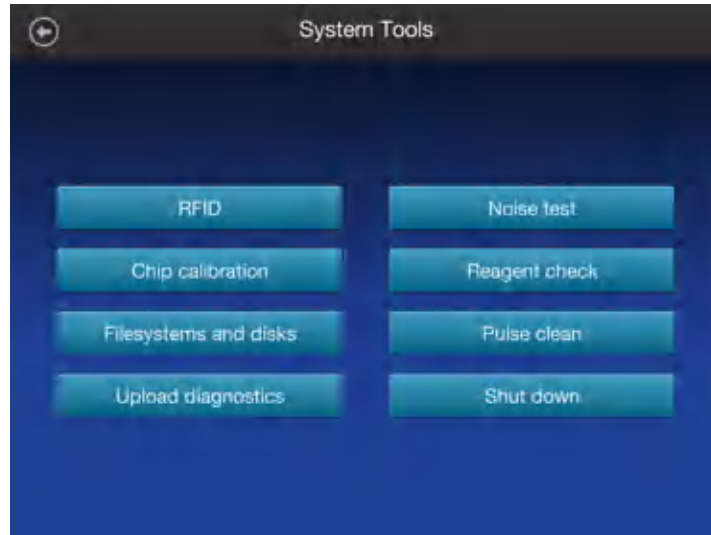 System Tools
RFID
Noise test
Chip calibration
Reagent check
Filesystems and disks
Pulse clean
Upload diagnostics
Shut down